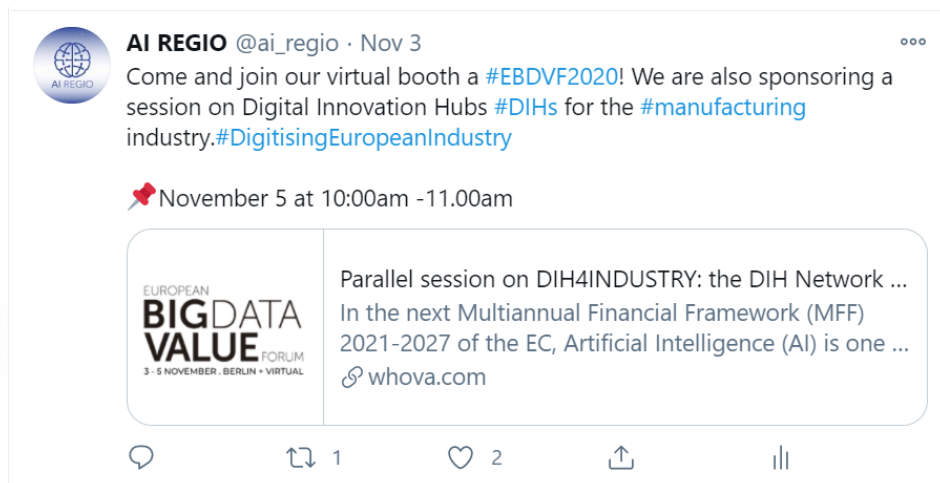 AI REGIO @ai_regio · Nov 3
AI REGIO
Come and join our virtual booth a #EBDVF2020! We are also sponsoring a
session on Digital Innovation Hubs #DIHs for the #manufacturing
industry.#DigitisingEuropeanIndustry
November 5 at 10:00am -11.00am
EUROPEAN
BIGDATA
VALUE FORUM
3 - 5 NOVEMBER . BERLIN + VIRTUAL
Parallel session on DIH4INDUSTRY: the DIH Network ...
In the next Multiannual Financial Framework (MFF)
2021-2027 of the EC, Artificial Intelligence (AI) is one ...
whova.com
1
2